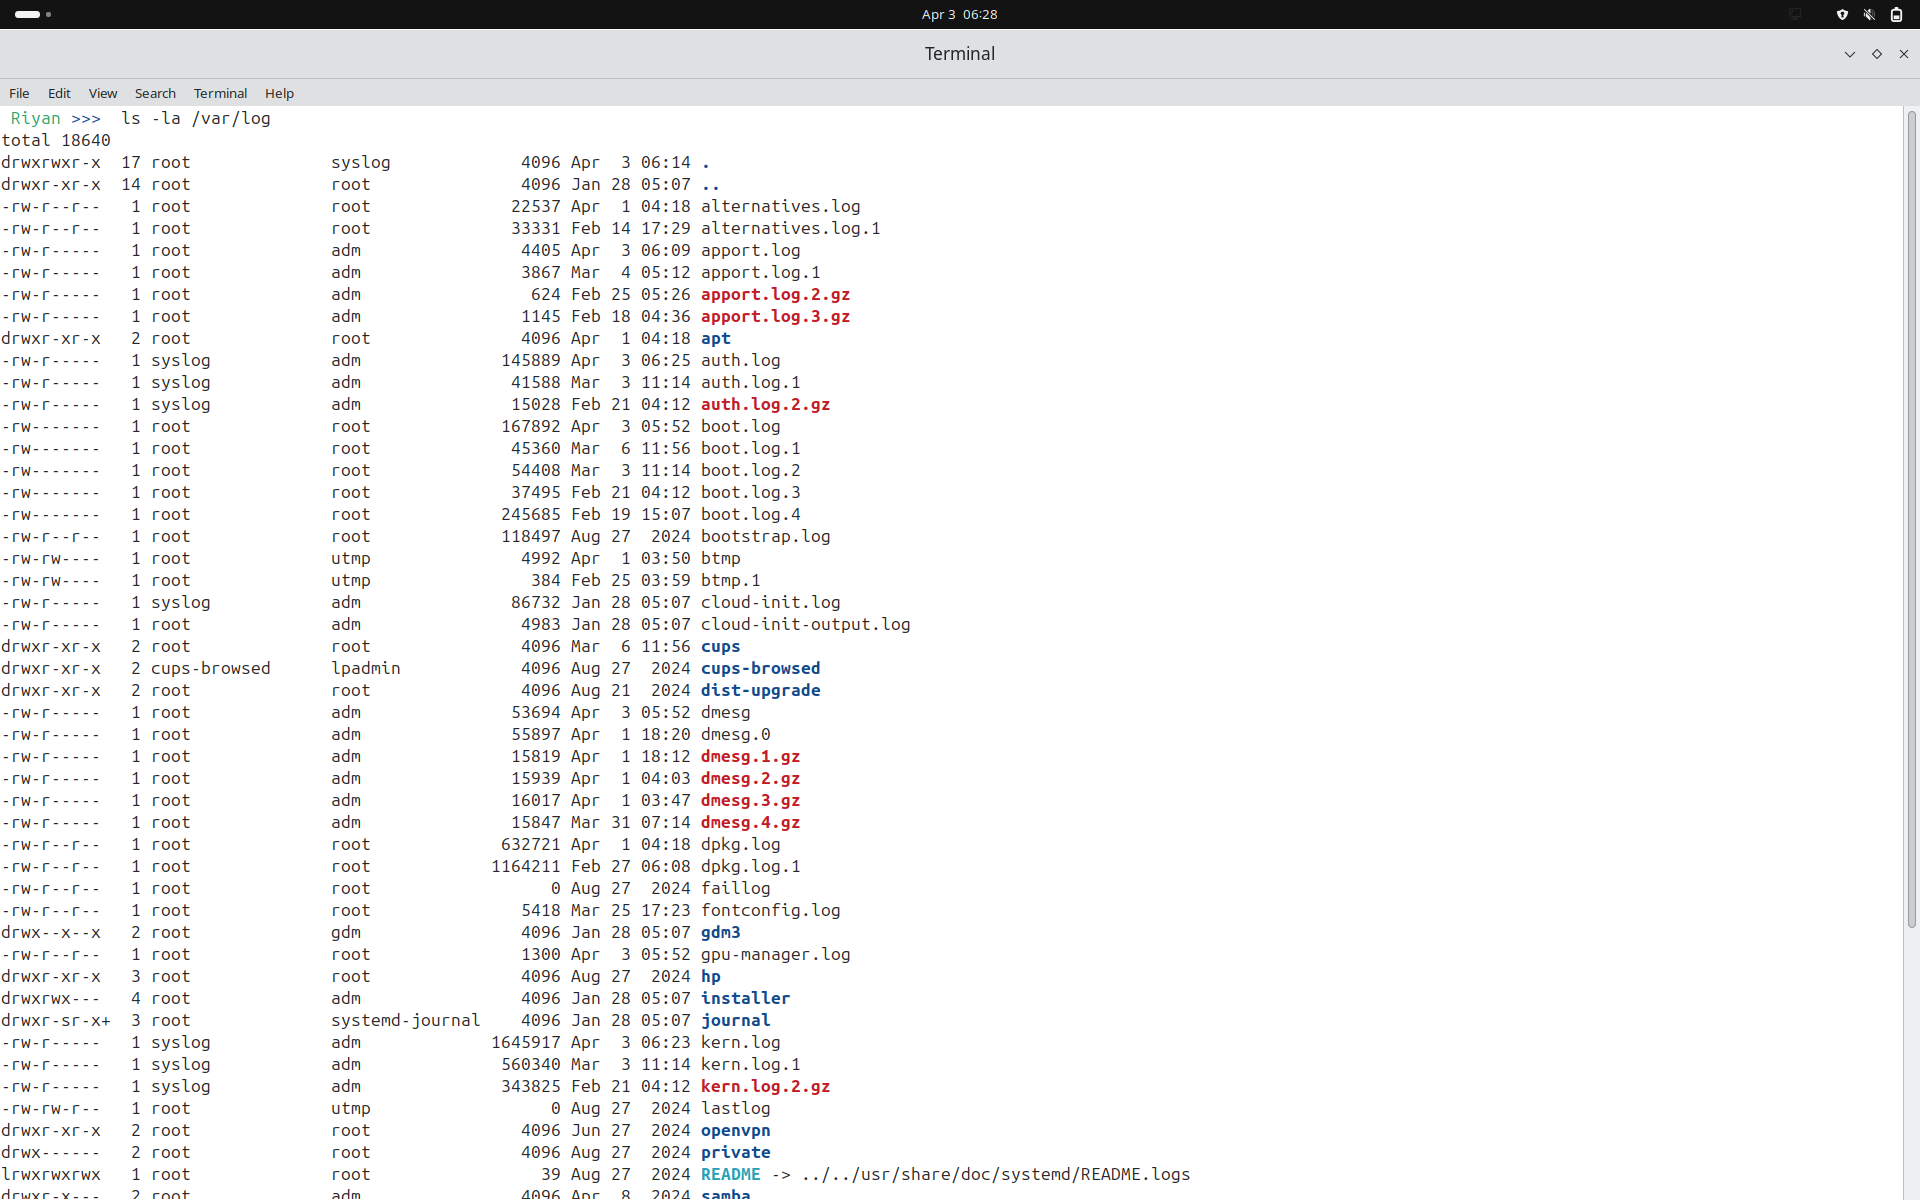 Apr 3 06:28
Terminal
File Edit View Search Terminal Help
Riyan >>>  ls -la /var/log
total 18640
drwxrwxr-x  17 root              syslog             4096 Apr  3 06:14 .
drwxr-xr-x  14 root              root               4096 Jan 28 05:07 ..
-rw-r--r--   1 root              root              22537 Apr  1 04:18 alternatives.log
-rw-r--r--   1 root              root              33331 Feb 14 17:29 alternatives.log.1
-rw-r-----   1 root              adm                4405 Apr  3 06:09 apport.log
-rw-r-----   1 root              adm                3867 Mar  4 05:12 apport.log.1
-rw-r-----   1 root              adm                 624 Feb 25 05:26 apport.log.2.gz
-rw-r-----   1 root              adm                1145 Feb 18 04:36 apport.log.3.gz
drwxr-xr-x   2 root              root               4096 Apr  1 04:18 apt
-rw-r-----   1 syslog            adm              145889 Apr  3 06:25 auth.log
-rw-r-----   1 syslog            adm               41588 Mar  3 11:14 auth.log.1
-rw-r-----   1 syslog            adm               15028 Feb 21 04:12 auth.log.2.gz
-rw-------   1 root              root             167892 Apr  3 05:52 boot.log
-rw-------   1 root              root              45360 Mar  6 11:56 boot.log.1
-rw-------   1 root              root              54408 Mar  3 11:14 boot.log.2
-rw-------   1 root              root              37495 Feb 21 04:12 boot.log.3
-rw-------   1 root              root             245685 Feb 19 15:07 boot.log.4
-rw-r--r--   1 root              root             118497 Aug 27  2024 bootstrap.log
-rw-rw----   1 root              utmp               4992 Apr  1 03:50 btmp
-rw-rw----   1 root              utmp                384 Feb 25 03:59 btmp.1
-rw-r-----   1 syslog            adm               86732 Jan 28 05:07 cloud-init.log
-rw-r-----   1 root              adm                4983 Jan 28 05:07 cloud-init-output.log
drwxr-xr-x   2 root              root               4096 Mar  6 11:56 cups
drwxr-xr-x   2 cups-browsed      lpadmin            4096 Aug 27  2024 cups-browsed
drwxr-xr-x   2 root              root               4096 Aug 21  2024 dist-upgrade
-rw-r-----   1 root              adm               53694 Apr  3 05:52 dmesg
-rw-r-----   1 root              adm               55897 Apr  1 18:20 dmesg.0
-rw-r-----   1 root              adm               15819 Apr  1 18:12 dmesg.1.gz
-rw-r-----   1 root              adm               15939 Apr  1 04:03 dmesg.2.gz
-rw-r-----   1 root              adm               16017 Apr  1 03:47 dmesg.3.gz
-rw-r-----   1 root              adm               15847 Mar 31 07:14 dmesg.4.gz
-rw-r--r--   1 root              root             632721 Apr  1 04:18 dpkg.log
-rw-r--r--   1 root              root            1164211 Feb 27 06:08 dpkg.log.1
-rw-r--r--   1 root              root                  0 Aug 27  2024 faillog
-rw-r--r--   1 root              root               5418 Mar 25 17:23 fontconfig.log
drwx--x--x   2 root              gdm                4096 Jan 28 05:07 gdm3
-rw-r--r--   1 root              root               1300 Apr  3 05:52 gpu-manager.log
drwxr-xr-x   3 root              root               4096 Aug 27  2024 hp
drwxrwx---   4 root              adm                4096 Jan 28 05:07 installer
drwxr-sr-x+  3 root              systemd-journal    4096 Jan 28 05:07 journal
-rw-r-----   1 syslog            adm             1645917 Apr  3 06:23 kern.log
-rw-r-----   1 syslog            adm              560340 Mar  3 11:14 kern.log.1
-rw-r-----   1 syslog            adm              343825 Feb 21 04:12 kern.log.2.gz
-rw-rw-r--   1 root              utmp                  0 Aug 27  2024 lastlog
drwxr-xr-x   2 root              root               4096 Jun 27  2024 openvpn
drwx------   2 root              root               4096 Aug 27  2024 private
lrwxrwxrwx   1 root              root                 39 Aug 27  2024 README -> ../../usr/share/doc/systemd/README.logs
drwxr-x---   2 root              adm                4096 Apr  8  2024 samba